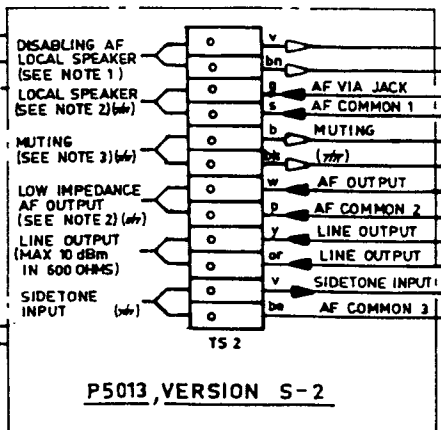 DISABLING AF
LOCAL SPEAKER
(SEE NOTE 1)
LOCAL SPEAKER
(SEE NOTE 2)
MUTING
(SEE NOTE 3)
LOW IMPEDANCE
AF OUTPUT
(SEE NOTE 2)
LINE OUTPUT
(MAX 10 dBm
IN 600 OHMS)
SIDETONE
INPUT
v
bn
g AF VIA JACK
s AF COMMON 1
b MUTING
bk
w AF OUTPUT
p AF COMMON 2
y LINE OUTPUT
or LINE OUTPUT
v SIDETONE INPUT
be AF COMMON 3
TS 2
P5013, VERSION S-2